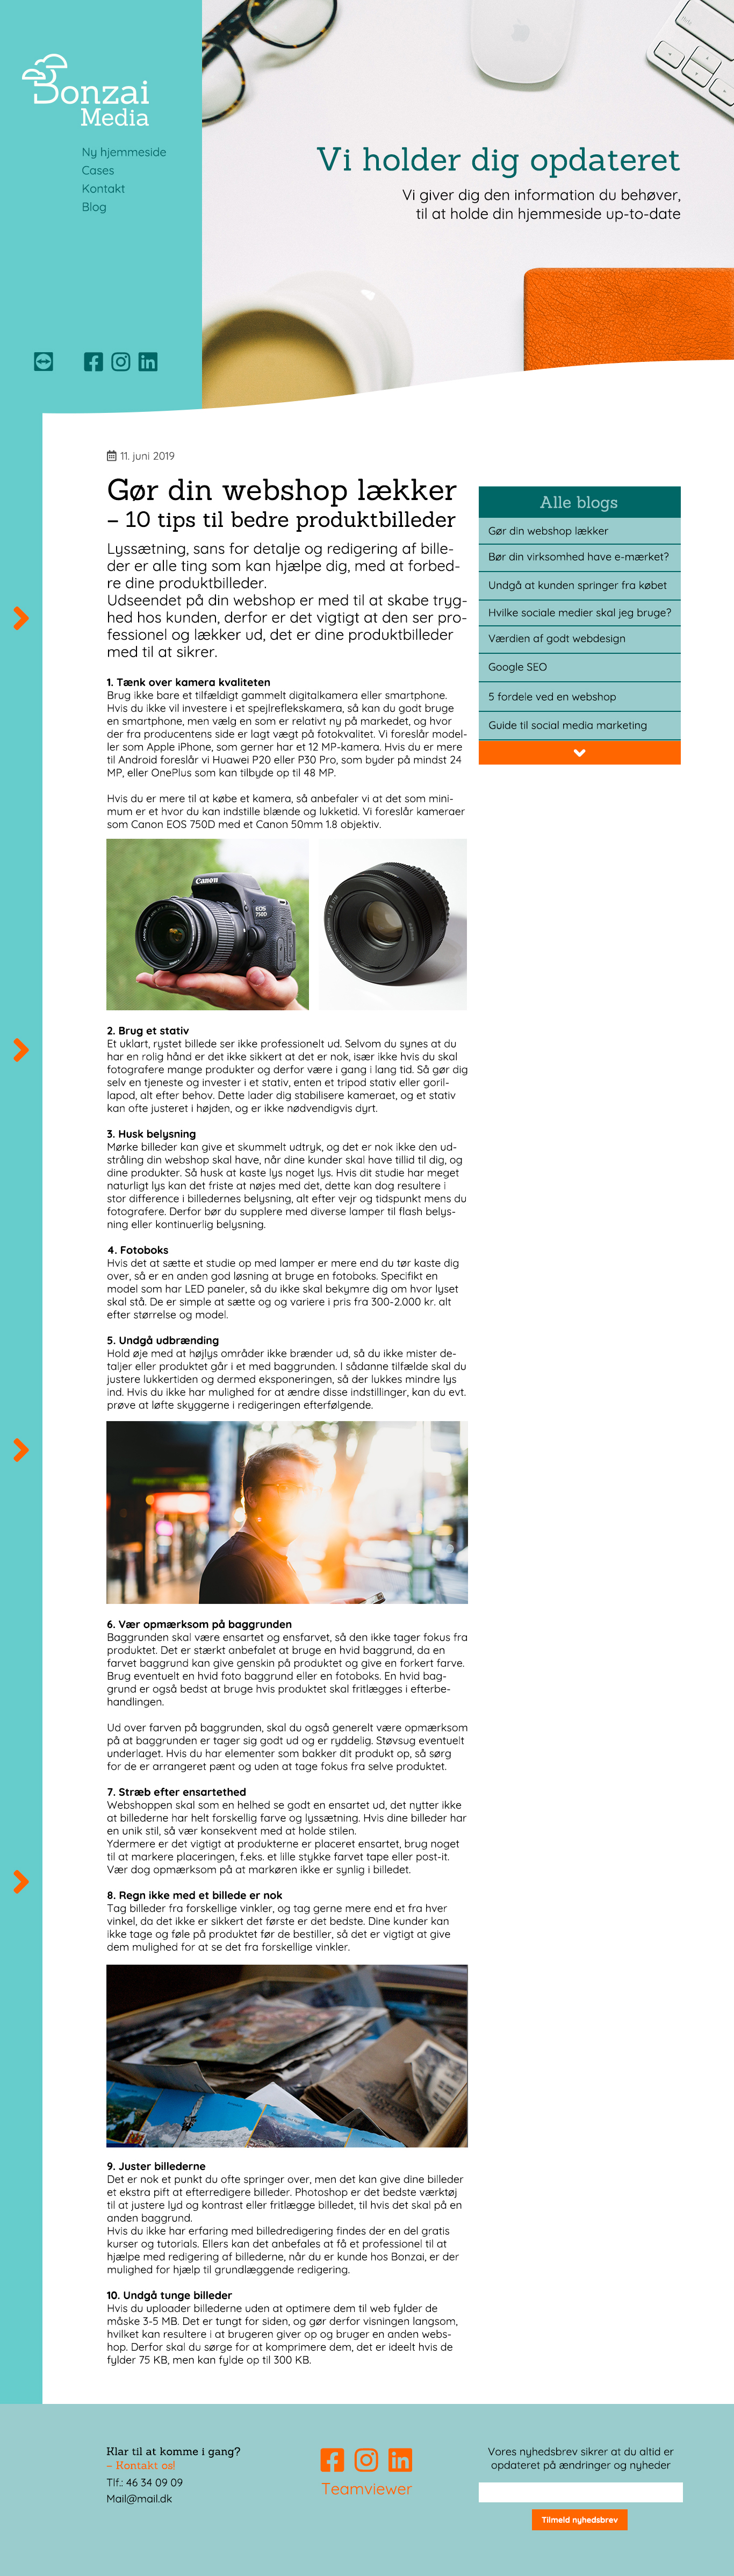 Bonzai
Media
Ny hjemmeside
Cases
Kontakt
Blog
Vi holder dig opdateret
Vi giver dig den information du behøver,
til at holde din hjemmeside up-to-date
11. juni 2019
Gør din webshop lækker
– 10 tips til bedre produktbilleder
Lyssætning, sans for detalje og redigering af bille-
der er alle ting som kan hjælpe dig, med at forbed-
re dine produktbilleder.
Udseendet på din webshop er med til at skabe tryg-
hed hos kunden, derfor er det vigtigt at den ser pro-
fessionel og lækker ud, det er dine produktbilleder
med til at sikrer.
1. Tænk over kamera kvaliteten
Brug ikke bare et tilfældigt gammelt digitalkamera eller smartphone.
Hvis du ikke vil investere i et spejlreflekskamera, så kan du godt bruge
en smartphone, men vælg en som er relativt ny på markedet, og hvor
der fra producentens side er lagt vægt på fotokvalitet. Vi foreslår model-
ler som Apple iPhone, som gerner har et 12 MP-kamera. Hvis du er mere
til Android foreslår vi Huawei P20 eller P30 Pro, som byder på mindst 24
MP, eller OnePlus som kan tilbyde op til 48 MP.
Hvis du er mere til at købe et kamera, så anbefaler vi at det som mini-
mum er et hvor du kan indstille blænde og lukketid. Vi foreslår kameraer
som Canon EOS 750D med et Canon 50mm 1.8 objektiv.
Canon
EOS
750D
2. Brug et stativ
Et uklart, rystet billede ser ikke professionelt ud. Selvom du synes at du
har en rolig hånd er det ikke sikkert at det er nok, især ikke hvis du skal
fotografere mange produkter og derfor være i gang i lang tid. Så gør dig
selv en tjeneste og invester i et stativ, enten et tripod stativ eller goril-
lapod, alt efter behov. Dette lader dig stabilisere kameraet, og et stativ
kan ofte justeret i højden, og er ikke nødvendigvis dyrt.
3. Husk belysning
Mørke billeder kan give et skummelt udtryk, og det er nok ikke den ud-
stråling din webshop skal have, når dine kunder skal have tillid til dig, og
dine produkter. Så husk at kaste lys noget lys. Hvis dit studie har meget
naturligt lys kan det friste at nøjes med det, dette kan dog resultere i
stor difference i billedernes belysning, alt efter vejr og tidspunkt mens du
fotografere. Derfor bør du supplere med diverse lamper til flash belys-
ning eller kontinuerlig belysning.
4. Fotoboks
Hvis det at sætte et studie op med lamper er mere end du tør kaste dig
over, så er en anden god løsning at bruge en fotoboks. Specifikt en
model som har LED paneler, så du ikke skal bekymre dig om hvor lyset
skal stå. De er simple at sætte og og variere i pris fra 300-2.000 kr. alt
efter størrelse og model.
5. Undgå udbrænding
Hold øje med at højlys områder ikke brænder ud, så du ikke mister de-
taljer eller produktet går i et med baggrunden. I sådanne tilfælde skal du
justere lukkertiden og dermed eksponeringen, så der lukkes mindre lys
ind. Hvis du ikke har mulighed for at ændre disse indstillinger, kan du evt.
prøve at løfte skyggerne i redigeringen efterfølgende.
6. Vær opmærksom på baggrunden
Baggrunden skal være ensartet og ensfarvet, så den ikke tager fokus fra
produktet. Det er stærkt anbefalet at bruge en hvid baggrund, da en
farvet baggrund kan give genskin på produktet og give en forkert farve.
Brug eventuelt en hvid foto baggrund eller en fotoboks. En hvid bag-
grund er også bedst at bruge hvis produktet skal fritlægges i efterbe-
handlingen.
Ud over farven på baggrunden, skal du også generelt være opmærksom
på at baggrunden er tager sig godt ud og er ryddelig. Støvsug eventuelt
underlaget. Hvis du har elementer som bakker dit produkt op, så sørg
for de er arrangeret pænt og uden at tage fokus fra selve produktet.
7. Stræb efter ensartethed
Webshoppen skal som en helhed se godt en ensartet ud, det nytter ikke
at billederne har helt forskellig farve og lyssætning. Hvis dine billeder har
en unik stil, så vær konsekvent med at holde stilen.
Ydermere er det vigtigt at produkterne er placeret ensartet, brug noget
til at markere placeringen, f.eks. et lille stykke farvet tape eller post-it.
Vær dog opmærksom på at markøren ikke er synlig i billedet.
8. Regn ikke med et billede er nok
Tag billeder fra forskellige vinkler, og tag gerne mere end et fra hver
vinkel, da det ikke er sikkert det første er det bedste. Dine kunder kan
ikke tage og føle på produktet før de bestiller, så det er vigtigt at give
dem mulighed for at se det fra forskellige vinkler.
9. Juster billederne
Det er nok et punkt du ofte springer over, men det kan give dine billeder
et ekstra pift at efterredigere billeder. Photoshop er det bedste værktøj
til at justere lyd og kontrast eller fritlægge billedet, til hvis det skal på en
anden baggrund.
Hvis du ikke har erfaring med billedredigering findes der en del gratis
kurser og tutorials. Ellers kan det anbefales at få et professionel til at
hjælpe med redigering af billederne, når du er kunde hos Bonzai, er der
mulighed for hjælp til grundlæggende redigering.
10. Undgå tunge billeder
Hvis du uploader billederne uden at optimere dem til web fylder de
måske 3-5 MB. Det er tungt for siden, og gør derfor visningen langsom,
hvilket kan resultere i at brugeren giver op og bruger en anden webs-
hop. Derfor skal du sørge for at komprimere dem, det er ideelt hvis de
fylder 75 KB, men kan fylde op til 300 KB.
Alle blogs
Gør din webshop lækker
Bør din virksomhed have e-mærket?
Undgå at kunden springer fra købet
Hvilke sociale medier skal jeg bruge?
Værdien af godt webdesign
Google SEO
5 fordele ved en webshop
Guide til social media marketing
Klar til at komme i gang?
– Kontakt os!
Tlf.: 46 34 09 09
Mail@mail.dk
Teamviewer
Vores nyhedsbrev sikrer at du altid er
opdateret på ændringer og nyheder
Tilmeld nyhedsbrev